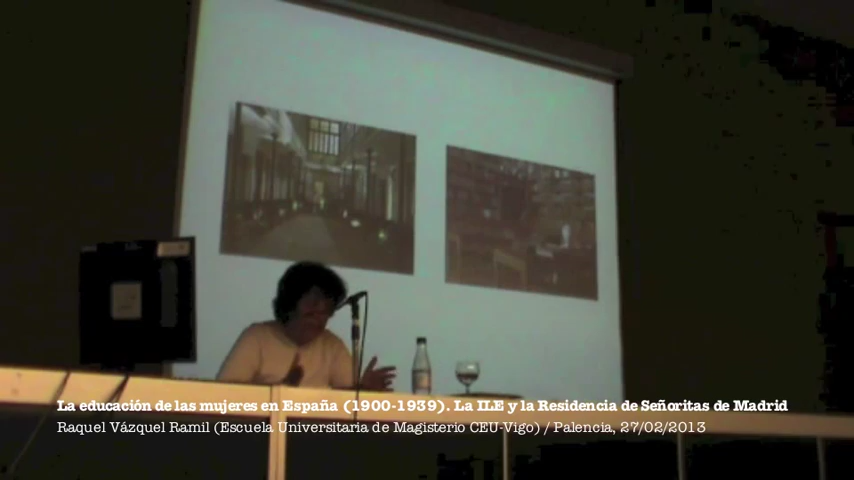 La educación de las mujeres en España (1900-1939). La ILE y la Residencia de Señoritas de Madrid
Raquel Vázquel Ramil (Escuela Universitaria de Magisterio CEU-Vigo) / Palencia, 27/02/2013